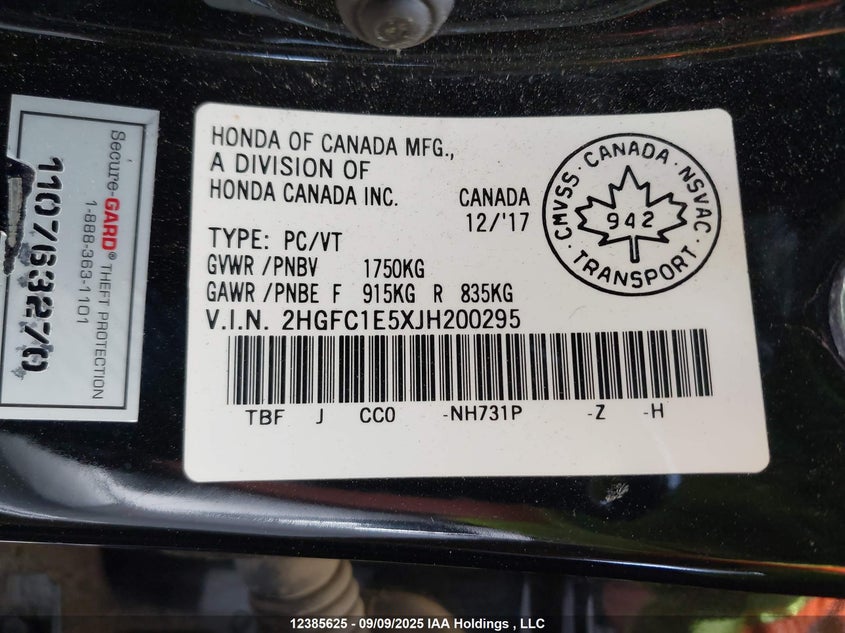 HONDA OF CANADA MFG.,
A DIVISION OF
HONDA CANADA INC. CANADA
12/'17
TYPE: PC/VT
GVWR /PNBV 1750KG
GAWR /PNBE F 915KG R 835KG
V.I.N. 2HGFC1E5XJH200295
TBF J CC0 -NH731P -Z -H
CMVSS · CANADA · NSVAC
942
· TRANSPORT ·
Secure-GARD® THEFT PROTECTION
1-888-363-1101
110763270
12385625 - 09/09/2025 IAA Holdings , LLC